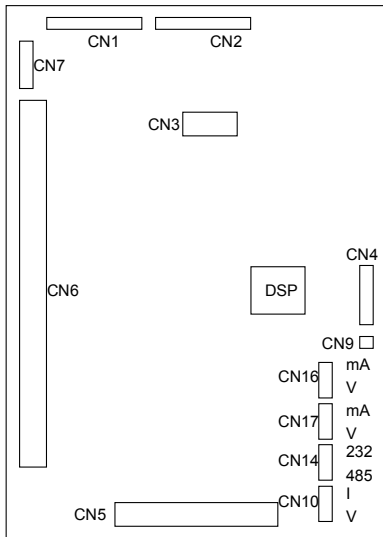 CN1
CN2
CN7
CN3
CN4
CN6
DSP
CN9
CN16
mA
V
CN17
mA
V
CN14
232
485
CN10
I
V
CN5